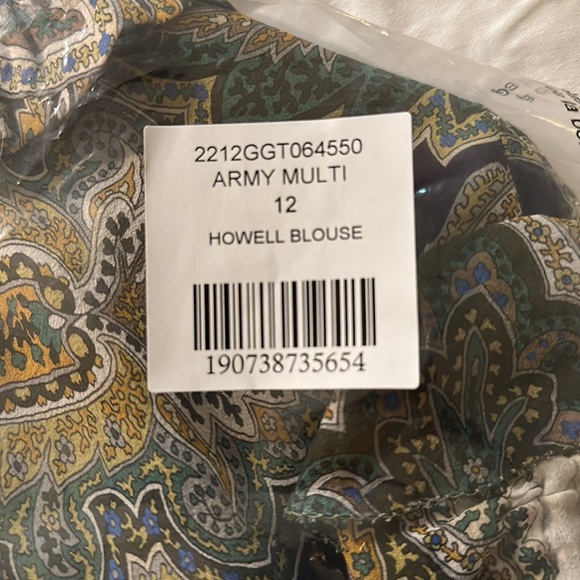 2212GGT064550
ARMY MULTI
12
HOWELL BLOUSE
190738735654